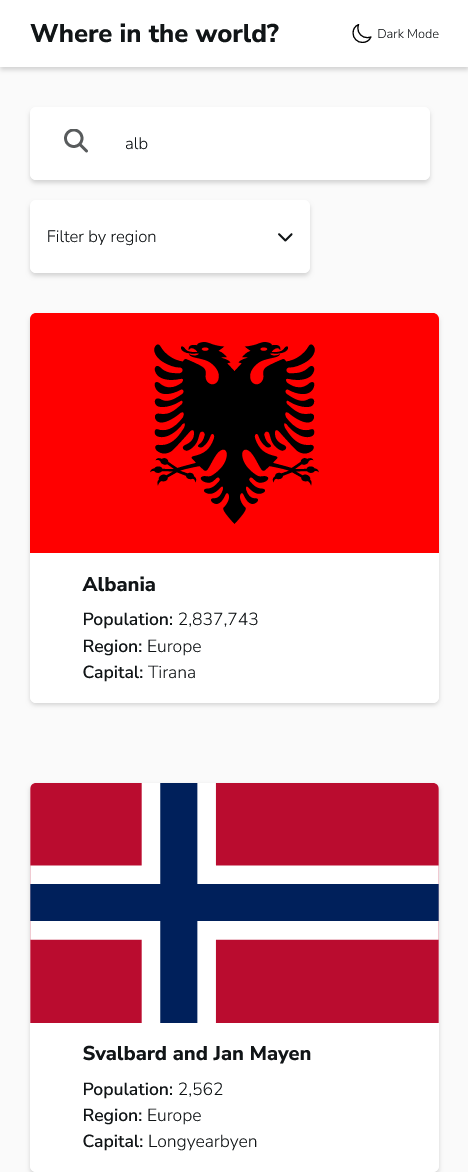 Where in the world?
Dark Mode
alb
Filter by region
Albania
Population: 2,837,743
Region: Europe
Capital: Tirana
Svalbard and Jan Mayen
Population: 2,562
Region: Europe
Capital: Longyearbyen